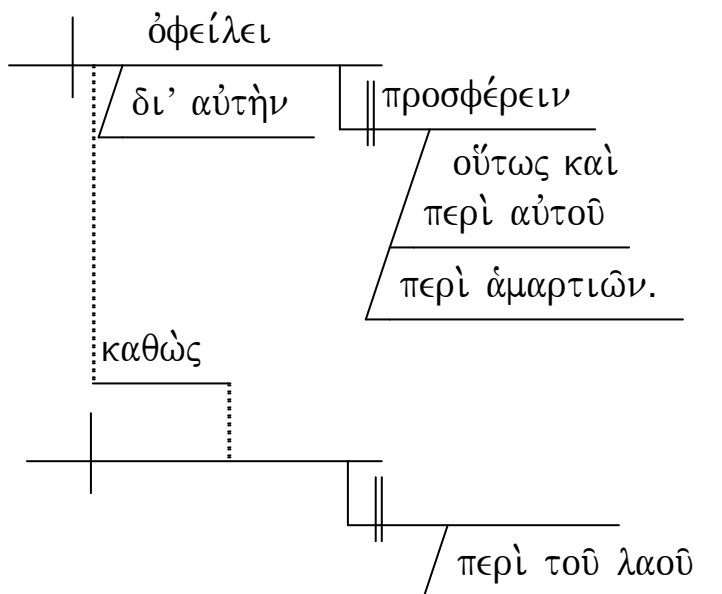 ὀφείλει
δι’ αὐτὴν
προσφέρειν
οὕτως καὶ
περὶ αὐτοῦ
περὶ ἁμαρτιῶν.
καθὼς
περὶ τοῦ λαοῦ